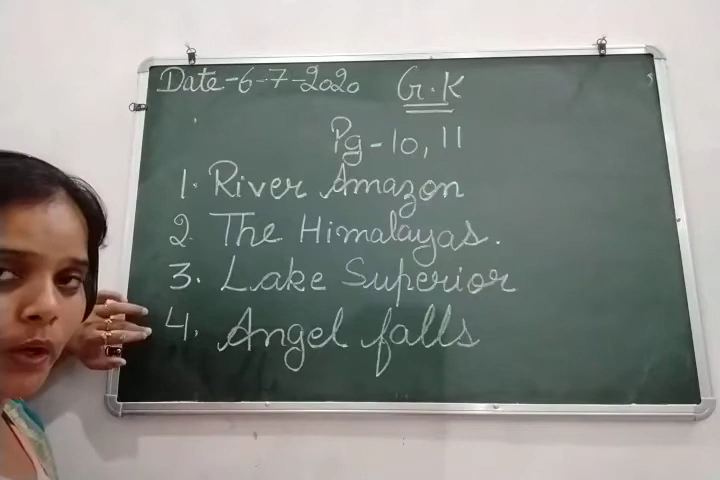 Date-6-7-2020 G.K
Pg-10, 11
1. River Amazon
2. The Himalayas.
3. Lake Superior
4. Angel falls